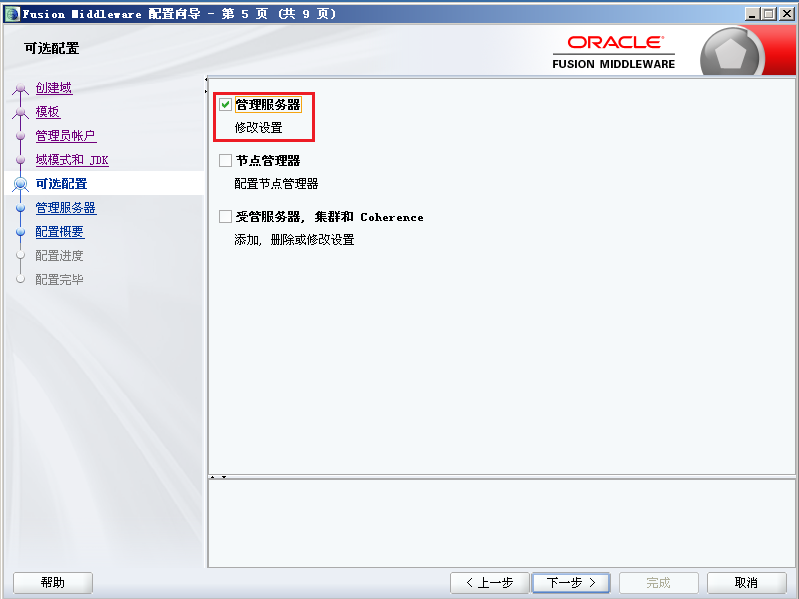 Fusion Middleware 配置向导 - 第 5 页 (共 9 页)
可选配置
ORACLE
FUSION MIDDLEWARE
创建域
模板
管理员帐户
域模式和 JDK
可选配置
管理服务器
配置概要
配置进度
配置完毕
管理服务器
修改设置
节点管理器
配置节点管理器
受管服务器, 集群和 Coherence
添加, 删除或修改设置
帮助
< 上一步
下一步 >
完成
取消